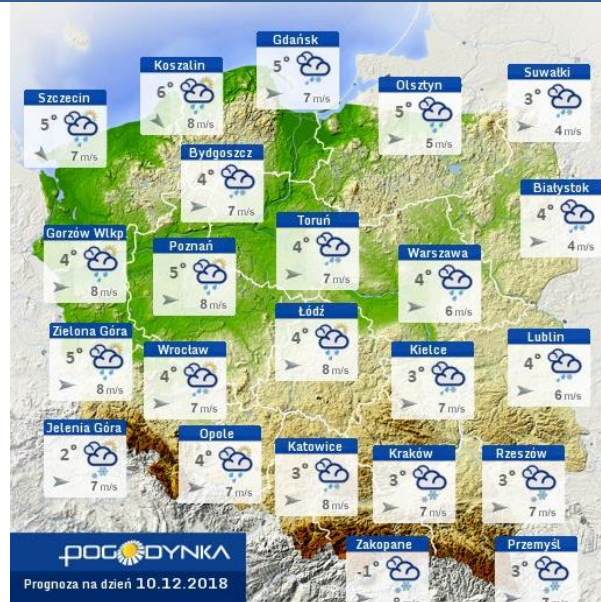 Gdańsk
5°
7 m/s
Koszalin
6°
8 m/s
Suwałki
3°
4 m/s
Olsztyn
5°
5 m/s
Szczecin
5°
7 m/s
Bydgoszcz
4°
7 m/s
Białystok
4°
4 m/s
Toruń
4°
7 m/s
Gorzów Wlkp
4°
8 m/s
Poznań
5°
8 m/s
Warszawa
4°
6 m/s
Łódź
4°
8 m/s
Zielona Góra
5°
8 m/s
Lublin
4°
6 m/s
Wrocław
4°
7 m/s
Kielce
3°
7 m/s
Jelenia Góra
2°
7 m/s
Opole
4°
7 m/s
Katowice
3°
8 m/s
Kraków
3°
7 m/s
Rzeszów
3°
7 m/s
Zakopane
-1°
Przemyśl
3°
POGODYNKA
Prognoza na dzień 10.12.2018